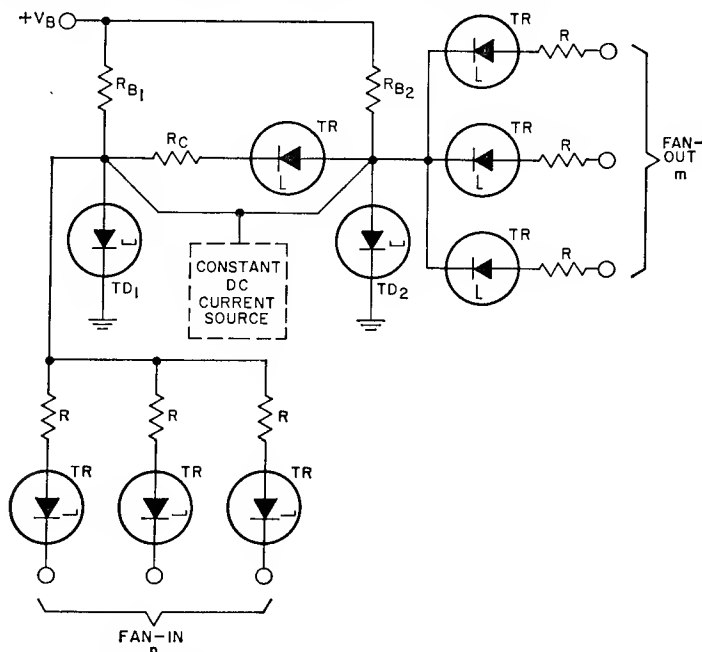 +VB
RB1
RB2
RC
TR
L
TR
R
L
TR
R
L
TR
R
L
FAN-
OUT
m
TD1
TD2
CONSTANT
DC
CURRENT
SOURCE
R
R
R
TR
L
TR
L
TR
L
FAN-IN
n